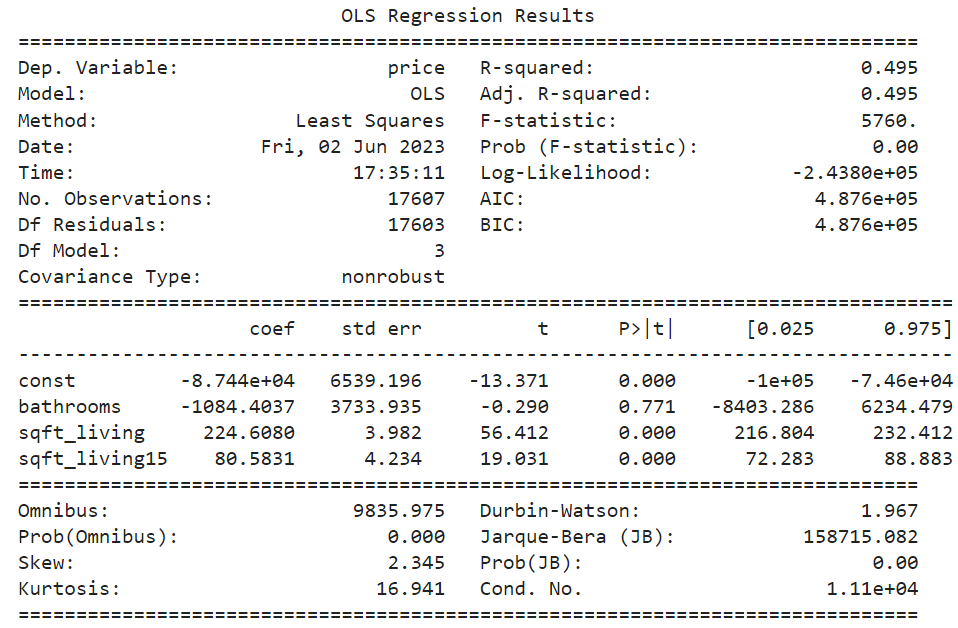 OLS Regression Results
==============================================================================
Dep. Variable:                  price   R-squared:                       0.495
Model:                            OLS   Adj. R-squared:                  0.495
Method:                 Least Squares   F-statistic:                     5760.
Date:                Fri, 02 Jun 2023   Prob (F-statistic):               0.00
Time:                        17:35:11   Log-Likelihood:            -2.4380e+05
No. Observations:               17607   AIC:                         4.876e+05
Df Residuals:                   17603   BIC:                         4.876e+05
Df Model:                           3
Covariance Type:            nonrobust
=================================================================================
                    coef    std err          t      P>|t|      [0.025      0.975]
---------------------------------------------------------------------------------
const         -8.744e+04   6539.196    -13.371      0.000      -1e+05   -7.46e+04
bathrooms     -1084.4037   3733.935     -0.290      0.771   -8403.286    6234.479
sqft_living     224.6080      3.982     56.412      0.000     216.804     232.412
sqft_living15    80.5831      4.234     19.031      0.000      72.283      88.883
==============================================================================
Omnibus:                     9835.975   Durbin-Watson:                   1.967
Prob(Omnibus):                  0.000   Jarque-Bera (JB):           158715.082
Skew:                           2.345   Prob(JB):                         0.00
Kurtosis:                      16.941   Cond. No.                     1.11e+04
==============================================================================